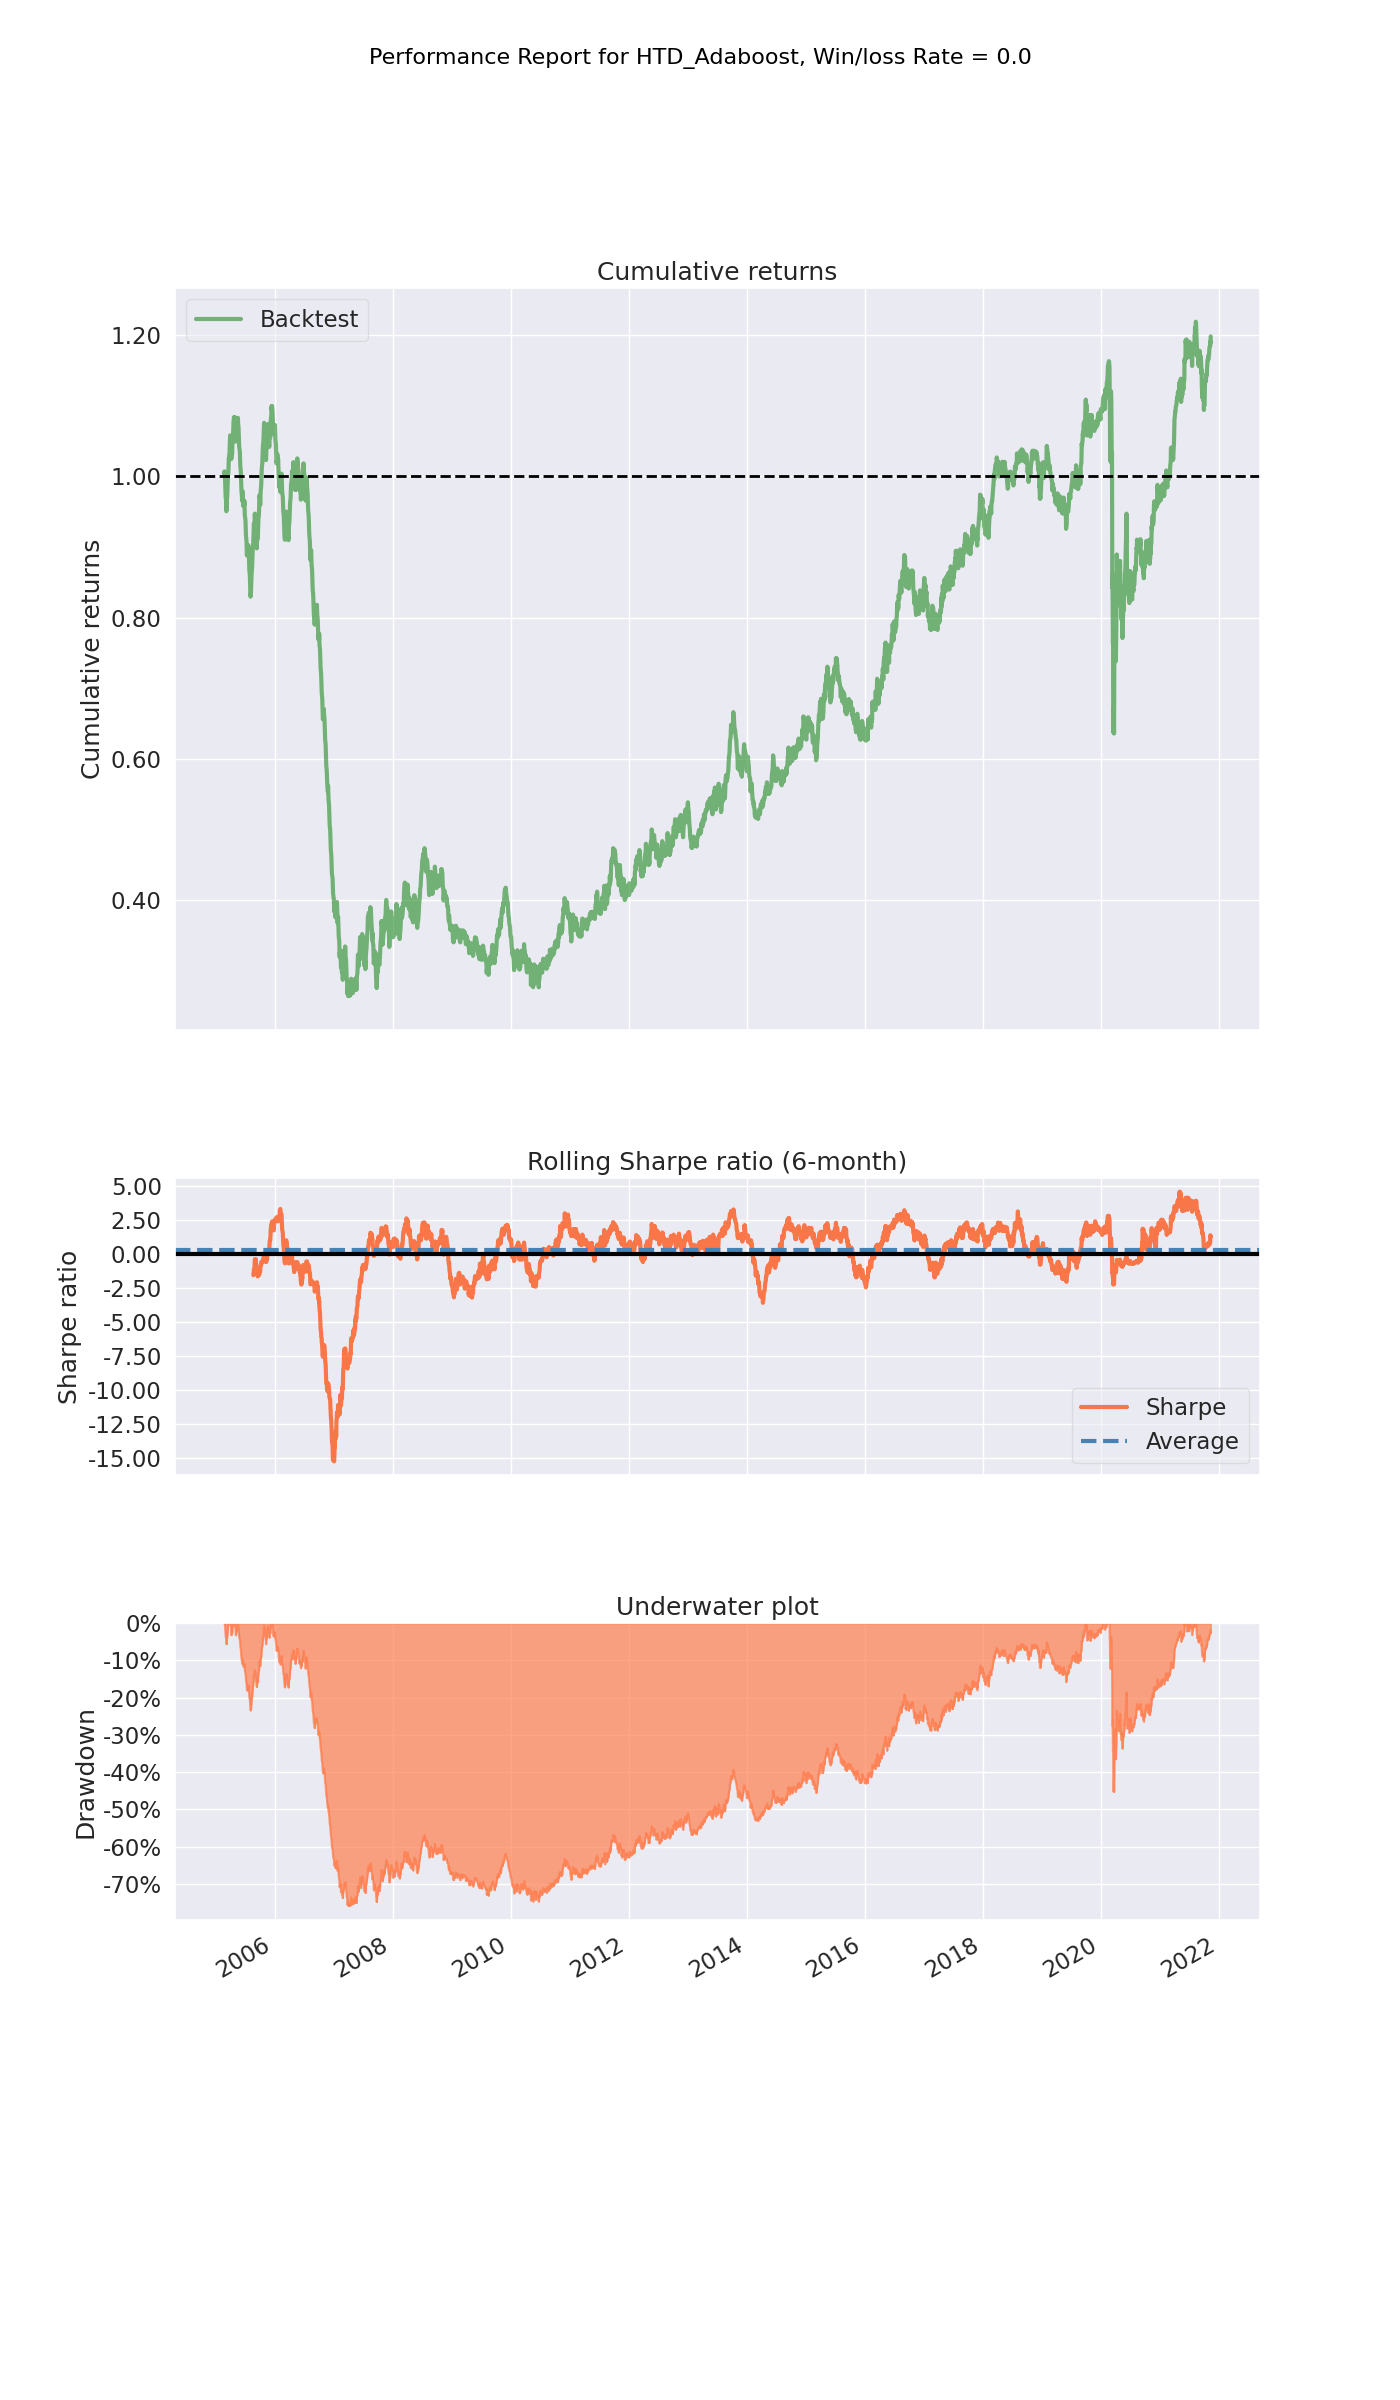 Performance Report for HTD_Adaboost, Win/loss Rate = 0.0
Cumulative returns
Backtest
Cumulative returns
1.20
1.00
0.80
0.60
0.40
Rolling Sharpe ratio (6-month)
Sharpe ratio
5.00
2.50
0.00
-2.50
-5.00
-7.50
-10.00
-12.50
-15.00
Sharpe
Average
Underwater plot
Drawdown
0%
-10%
-20%
-30%
-40%
-50%
-60%
-70%
2006 2008 2010 2012 2014 2016 2018 2020 2022